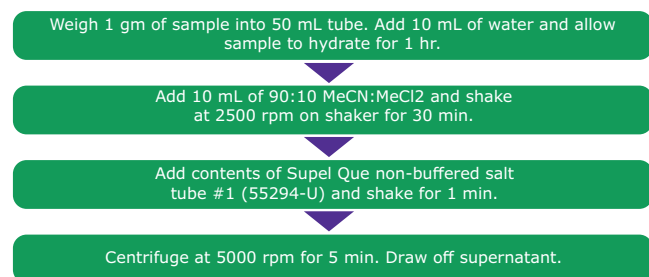 Weigh 1 gm of sample into 50 mL tube. Add 10 mL of water and allow
sample to hydrate for 1 hr.
Add 10 mL of 90:10 MeCN:MeCl2 and shake
at 2500 rpm on shaker for 30 min.
Add contents of Supel Que non-buffered salt
tube #1 (55294-U) and shake for 1 min.
Centrifuge at 5000 rpm for 5 min. Draw off supernatant.